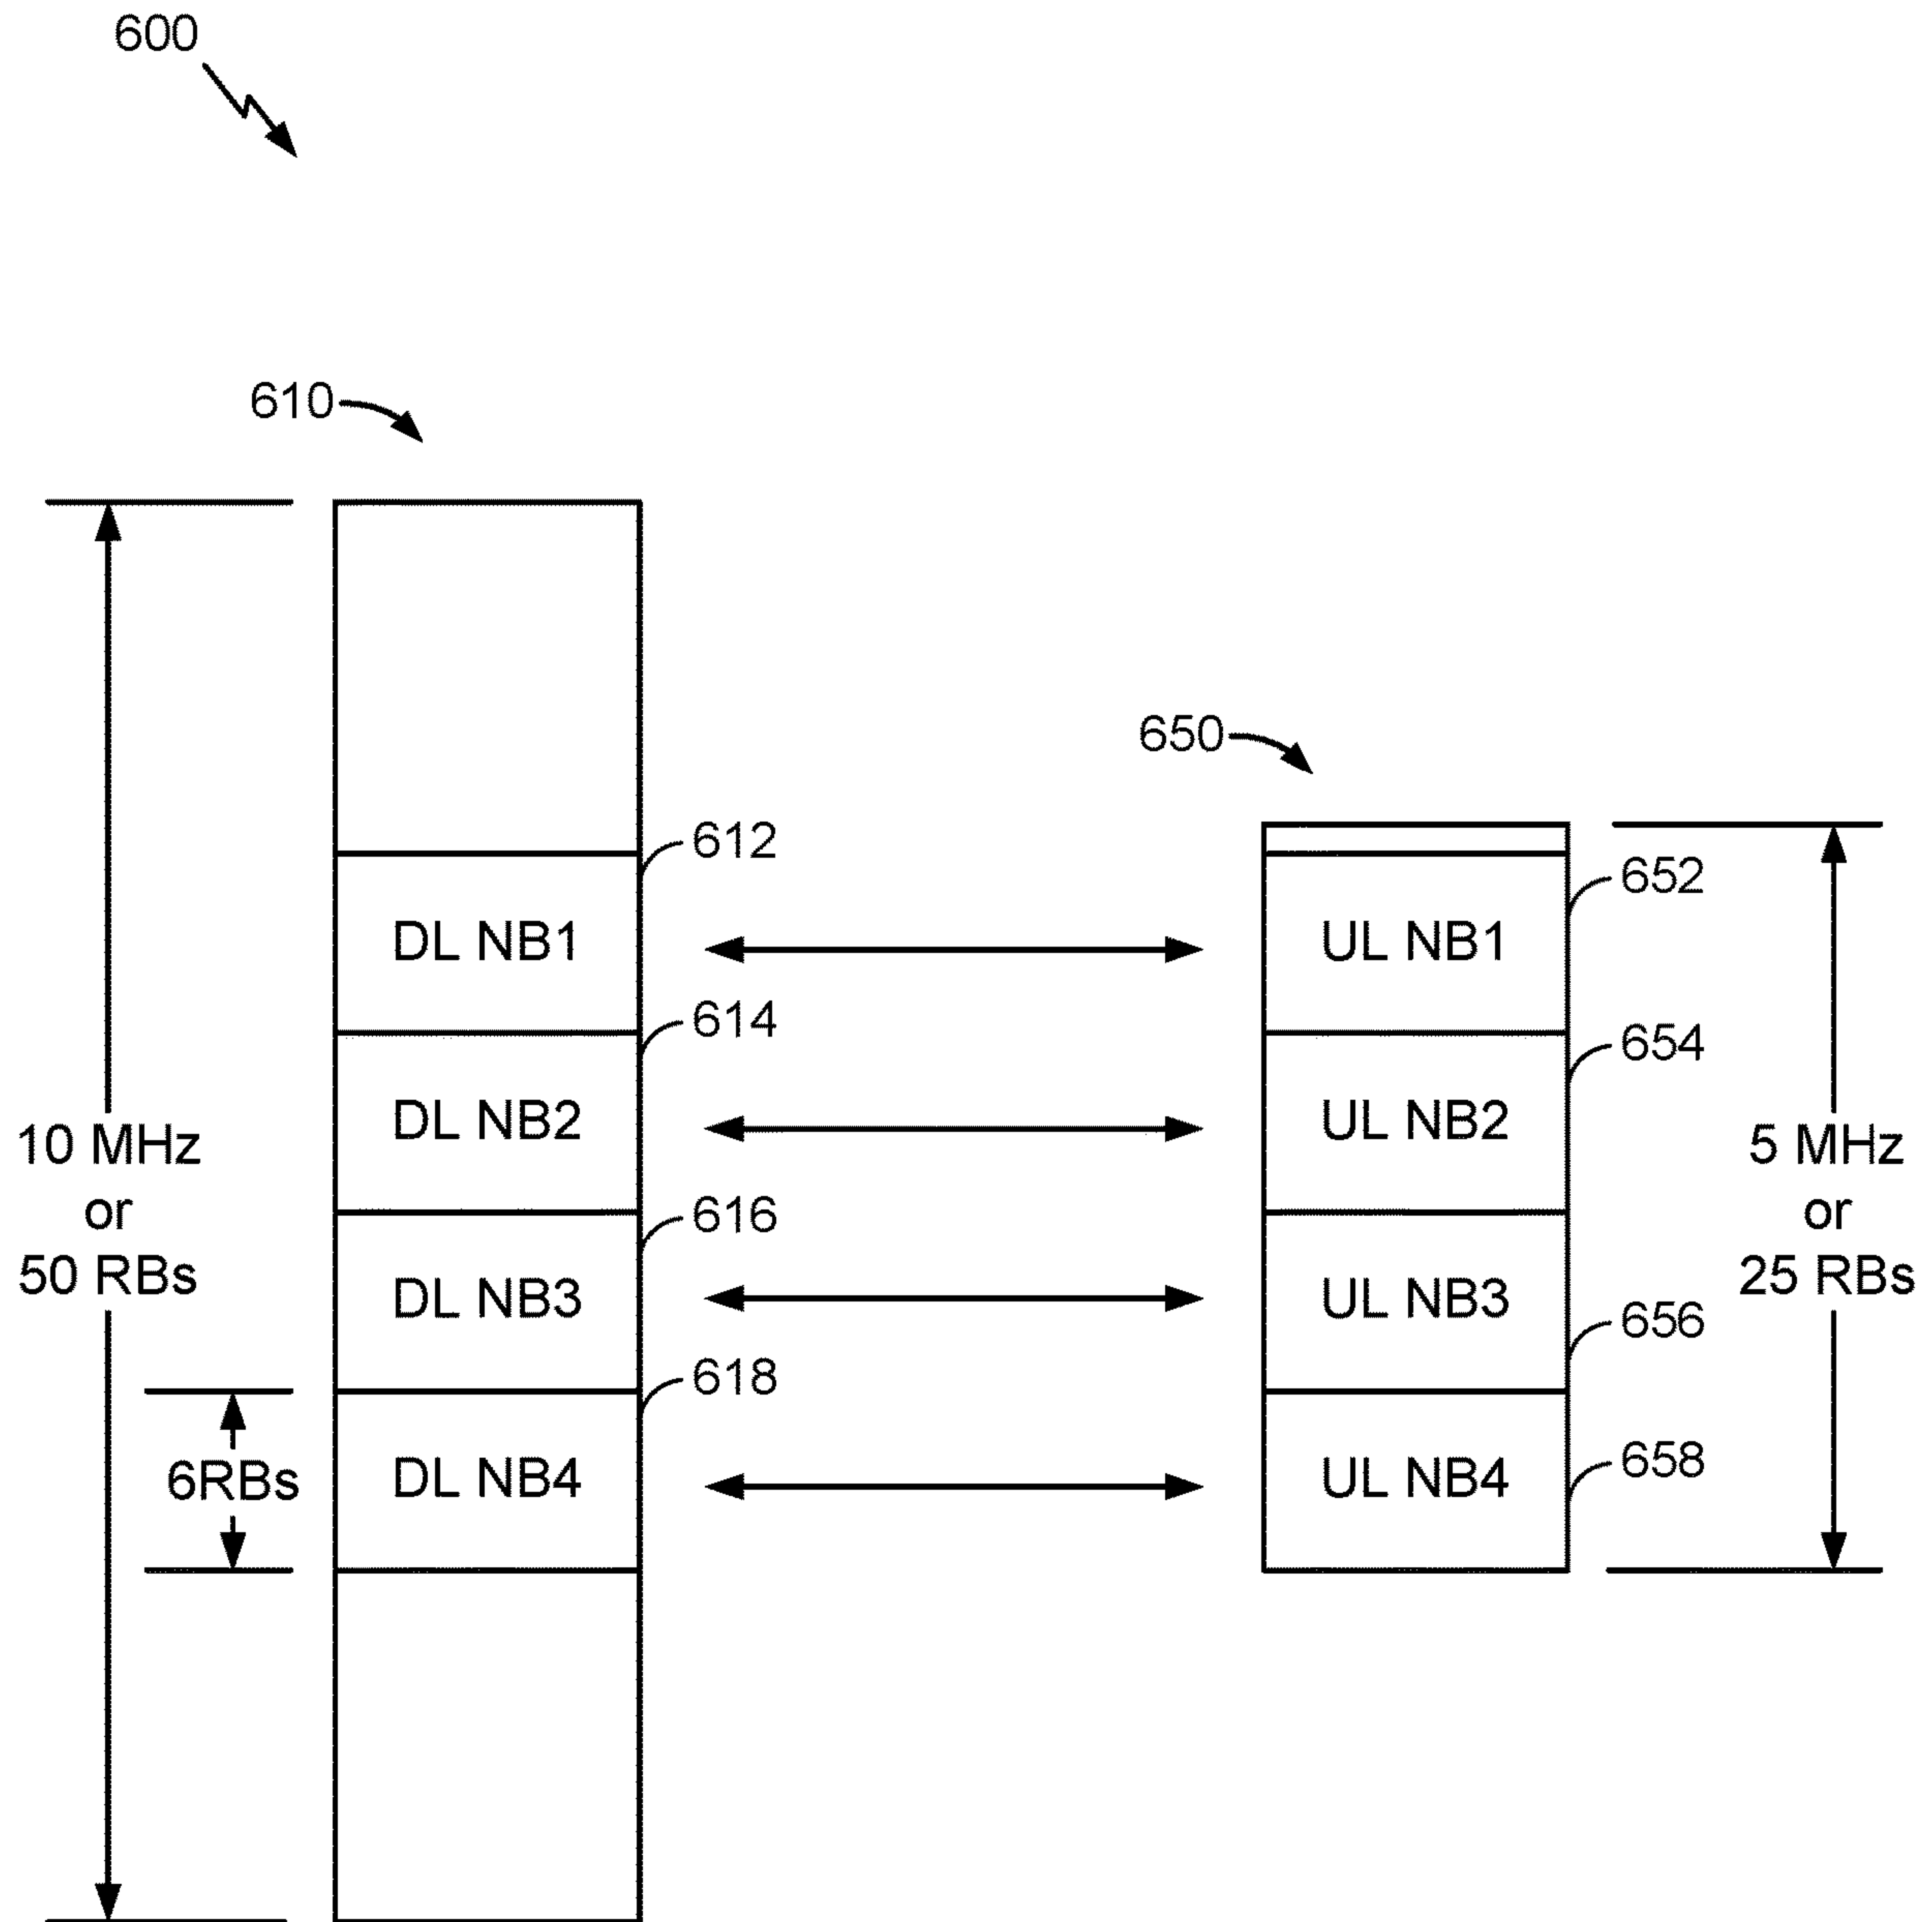 600
610
650
612
652
DL NB1
UL NB1
614
654
DL NB2
UL NB2
10 MHz
or
50 RBs
5 MHz
or
25 RBs
616
656
DL NB3
UL NB3
618
658
6RBs
DL NB4
UL NB4